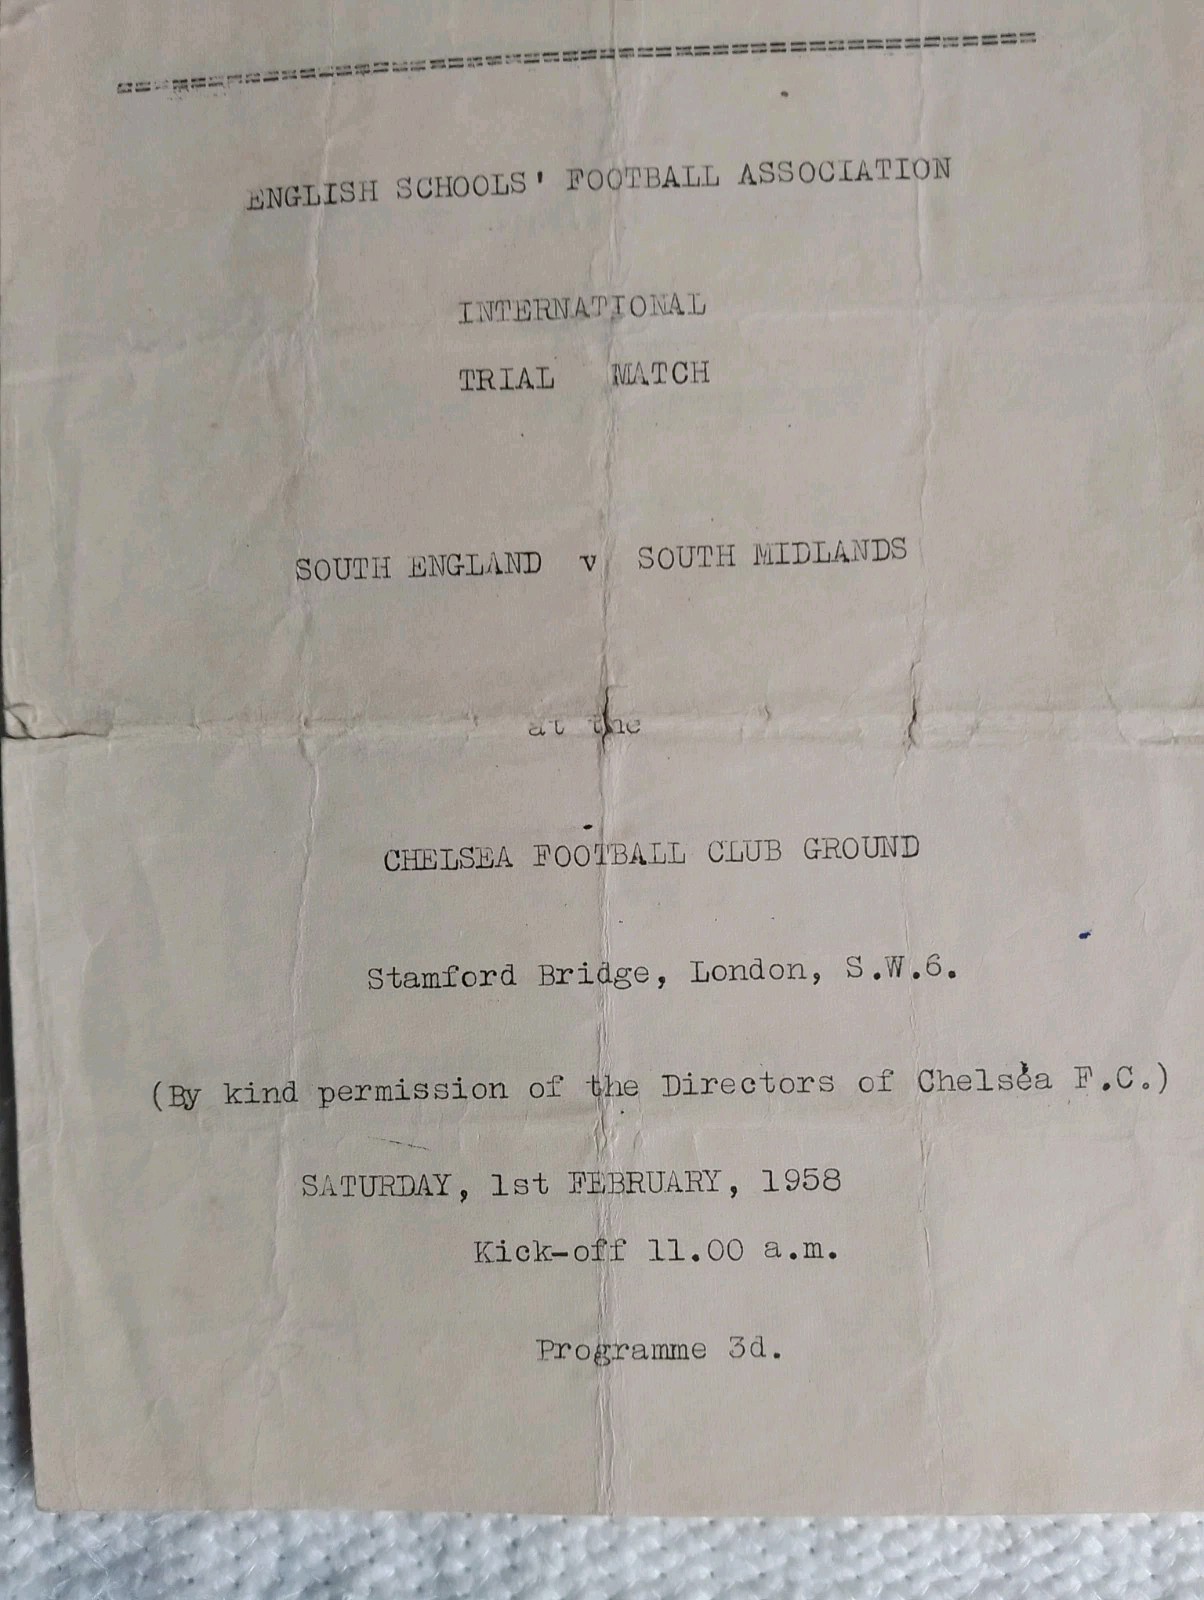 ENGLISH SCHOOLS' FOOTBALL ASSOCIATION
INTERNATIONAL
TRIAL MATCH
SOUTH ENGLAND v SOUTH MIDLANDS
at the
CHELSEA FOOTBALL CLUB GROUND
Stamford Bridge, London, S.W.6.
(By kind permission of the Directors of Chelsea F.C.)
SATURDAY, 1st FEBRUARY, 1958
Kick-off 11.00 a.m.
Programme 3d.